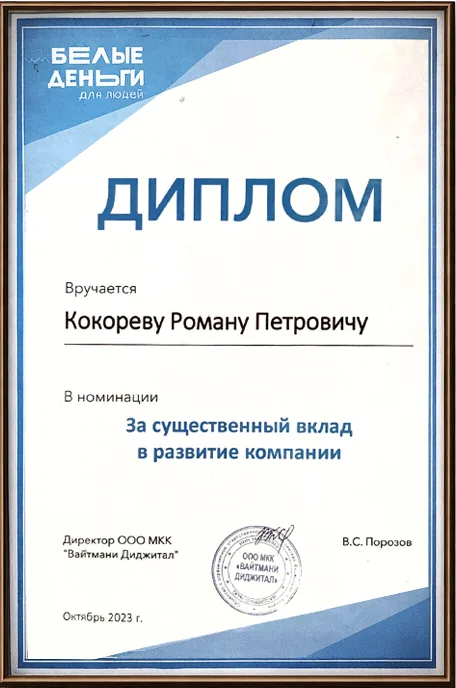 БЕЛЫЕ
ДЕНЬГИ
для людей
ДИПЛОМ
Вручается
Кокореву Роману Петровичу
В номинации
За существенный вклад
в развитие компании
Директор ООО МКК
"Вайтмани Диджитал"
В.С. Порозов
ООО МКК
«ВАЙТМАНИ
ДИДЖИТАЛ»
Октябрь 2023 г.